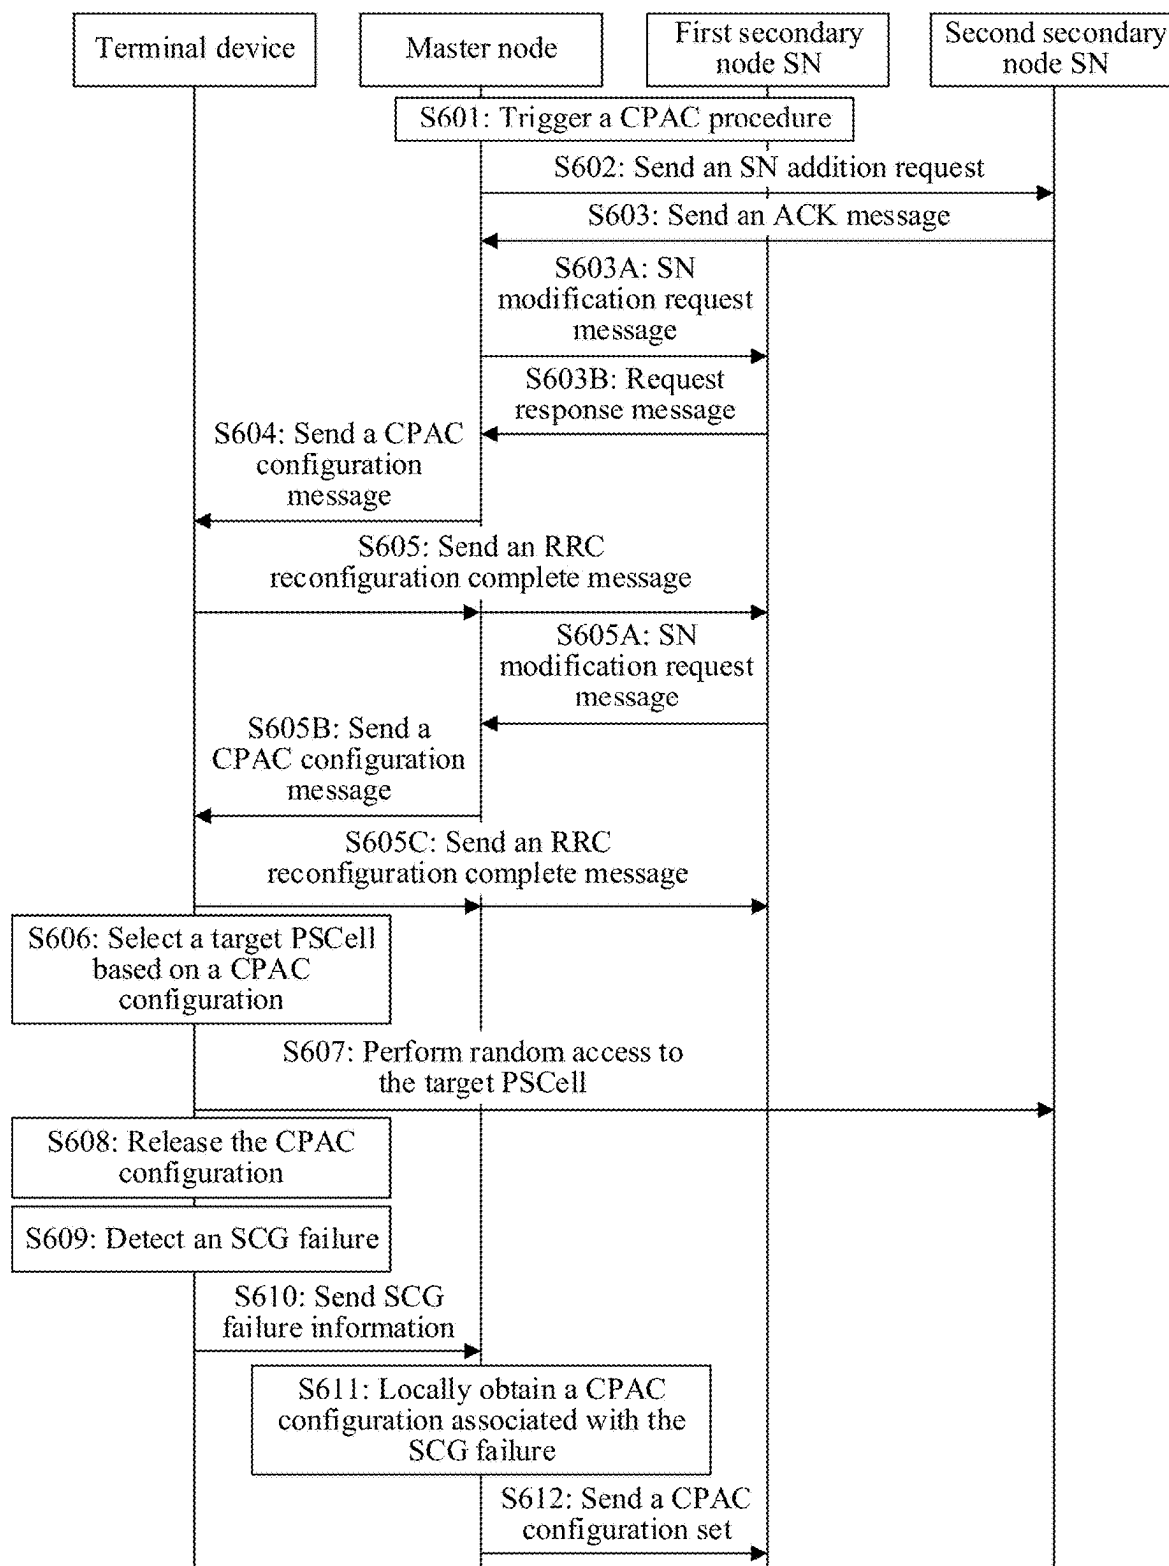 Terminal device
Master node
First secondary
node SN
Second secondary
node SN
S601: Trigger a CPAC procedure
S602: Send an SN addition request
S603: Send an ACK message
S603A: SN
modification request
message
S603B: Request
response message
S604: Send a CPAC
configuration
message
S605: Send an RRC
reconfiguration complete message
S605A: SN
modification request
message
S605B: Send a
CPAC configuration
message
S605C: Send an RRC
reconfiguration complete message
S606: Select a target PSCell
based on a CPAC
configuration
S607: Perform random access to
the target PSCell
S608: Release the CPAC
configuration
S609: Detect an SCG failure
S610: Send SCG
failure information
S611: Locally obtain a CPAC
configuration associated with the
SCG failure
S612: Send a CPAC
configuration set